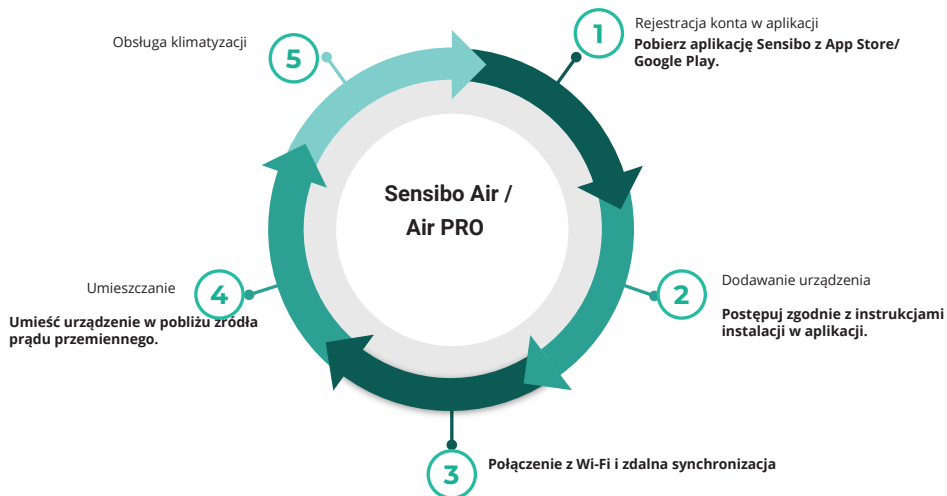 Sensibo Air /
Air PRO
1
Rejestracja konta w aplikacji
Pobierz aplikację Sensibo z App Store/
Google Play.
2
Dodawanie urządzenia
Postępuj zgodnie z instrukcjami
instalacji w aplikacji.
3
Połączenie z Wi-Fi i zdalna synchronizacja
4
Umieszczanie
Umieść urządzenie w pobliżu źródła
prądu przemiennego.
5
Obsługa klimatyzacji